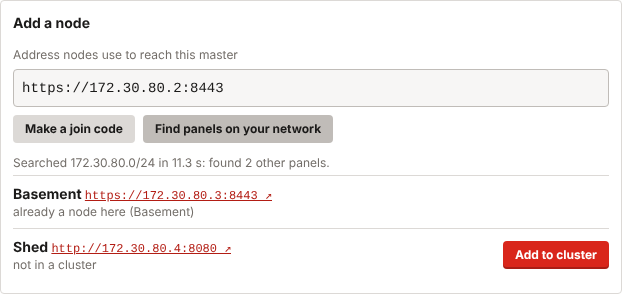 Add a node
Address nodes use to reach this master
https://172.30.80.2:8443
Make a join code
Find panels on your network
Searched 172.30.80.0/24 in 11.3 s: found 2 other panels.
Basement https://172.30.80.3:8443 ↗
already a node here (Basement)
Shed http://172.30.80.4:8080 ↗
not in a cluster
Add to cluster